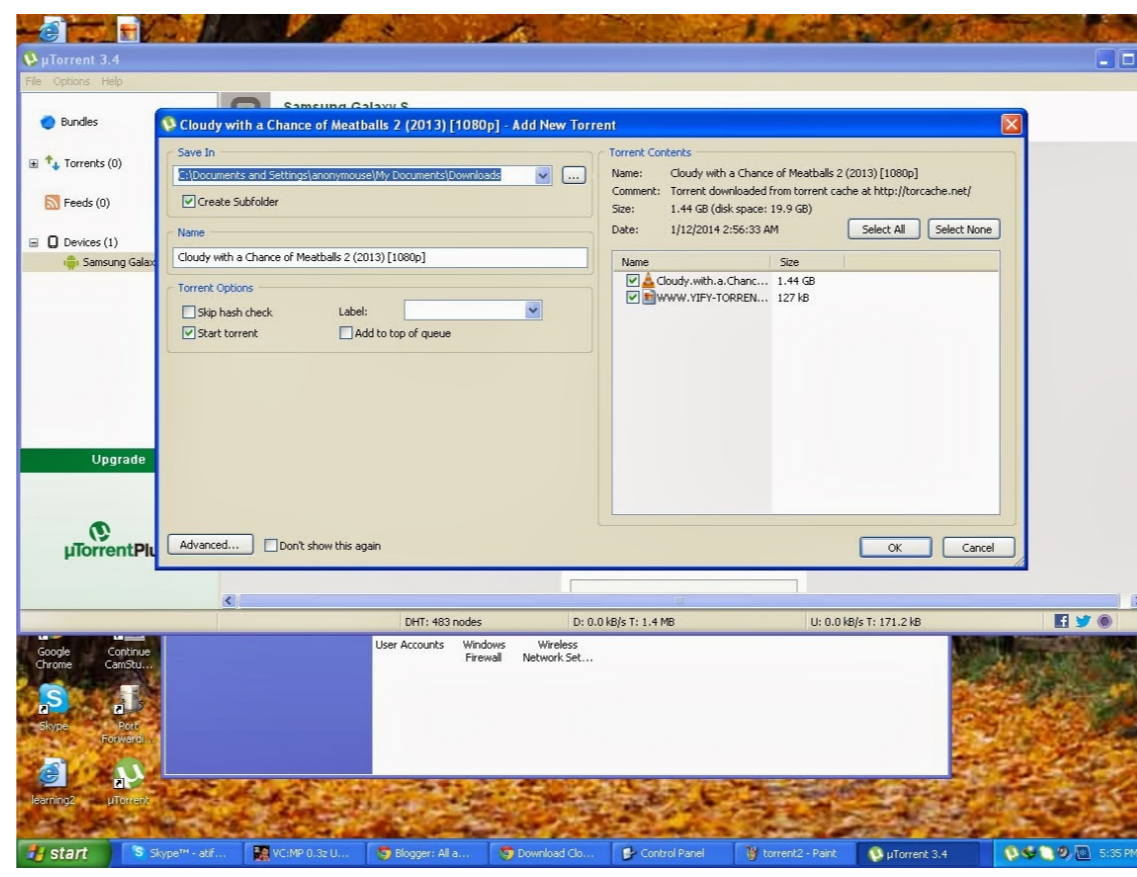 µTorrent 3.4
File Options Help
Samsung Galaxy S
Bundles
Torrents (0)
Feeds (0)
Devices (1)
Samsung Galax
Upgrade
µTorrentPlu
Cloudy with a Chance of Meatballs 2 (2013) [1080p] - Add New Torrent
Save In
C:\Documents and Settings\anonymouse\My Documents\Downloads
...
Create Subfolder
Name
Cloudy with a Chance of Meatballs 2 (2013) [1080p]
Torrent Options
Skip hash check Label:
Start torrent Add to top of queue
Advanced... Don't show this again
Torrent Contents
Name: Cloudy with a Chance of Meatballs 2 (2013) [1080p]
Comment: Torrent downloaded from torrent cache at http://torcache.net/
Size: 1.44 GB (disk space: 19.9 GB)
Date: 1/12/2014 2:56:33 AM Select All Select None
Name Size
Cloudy.with.a.Chanc... 1.44 GB
WWW.YIFY-TORREN... 127 kB
OK Cancel
DHT: 483 nodes D: 0.0 kB/s T: 1.4 MB U: 0.0 kB/s T: 171.2 kB
User Accounts Windows Firewall Wireless Network Set...
Google Chrome
Continue CamStu...
Skype
Port Forwardi...
learning2
µTorrent
start Skype™ - atif... VC:MP 0.3z U... Blogger: All a... Download Clo... Control Panel torrent2 - Paint µTorrent 3.4 5:35 PM